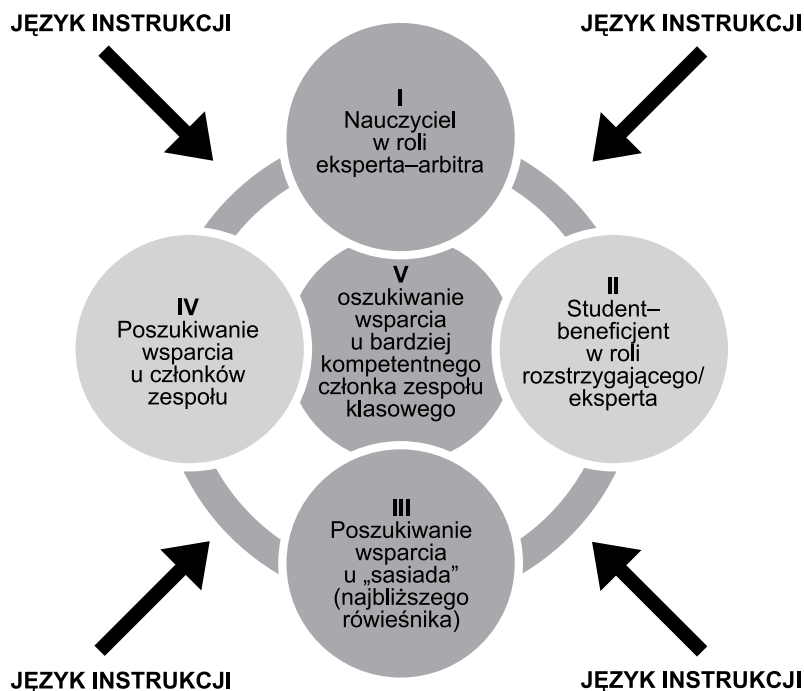 JĘZYK INSTRUKCJI
JĘZYK INSTRUKCJI
I
Nauczyciel
w roli
eksperta–arbitra
IV
Poszukiwanie
wsparcia
u członków
zespołu
V
oszukiwanie
wsparcia
u bardziej
kompetentnego
członka zespołu
klasowego
II
Student–
beneficjent
w roli
rozstrzygającego/
eksperta
III
Poszukiwanie
wsparcia
u „sasiada”
(najbliższego
rówieśnika)
JĘZYK INSTRUKCJI
JĘZYK INSTRUKCJI